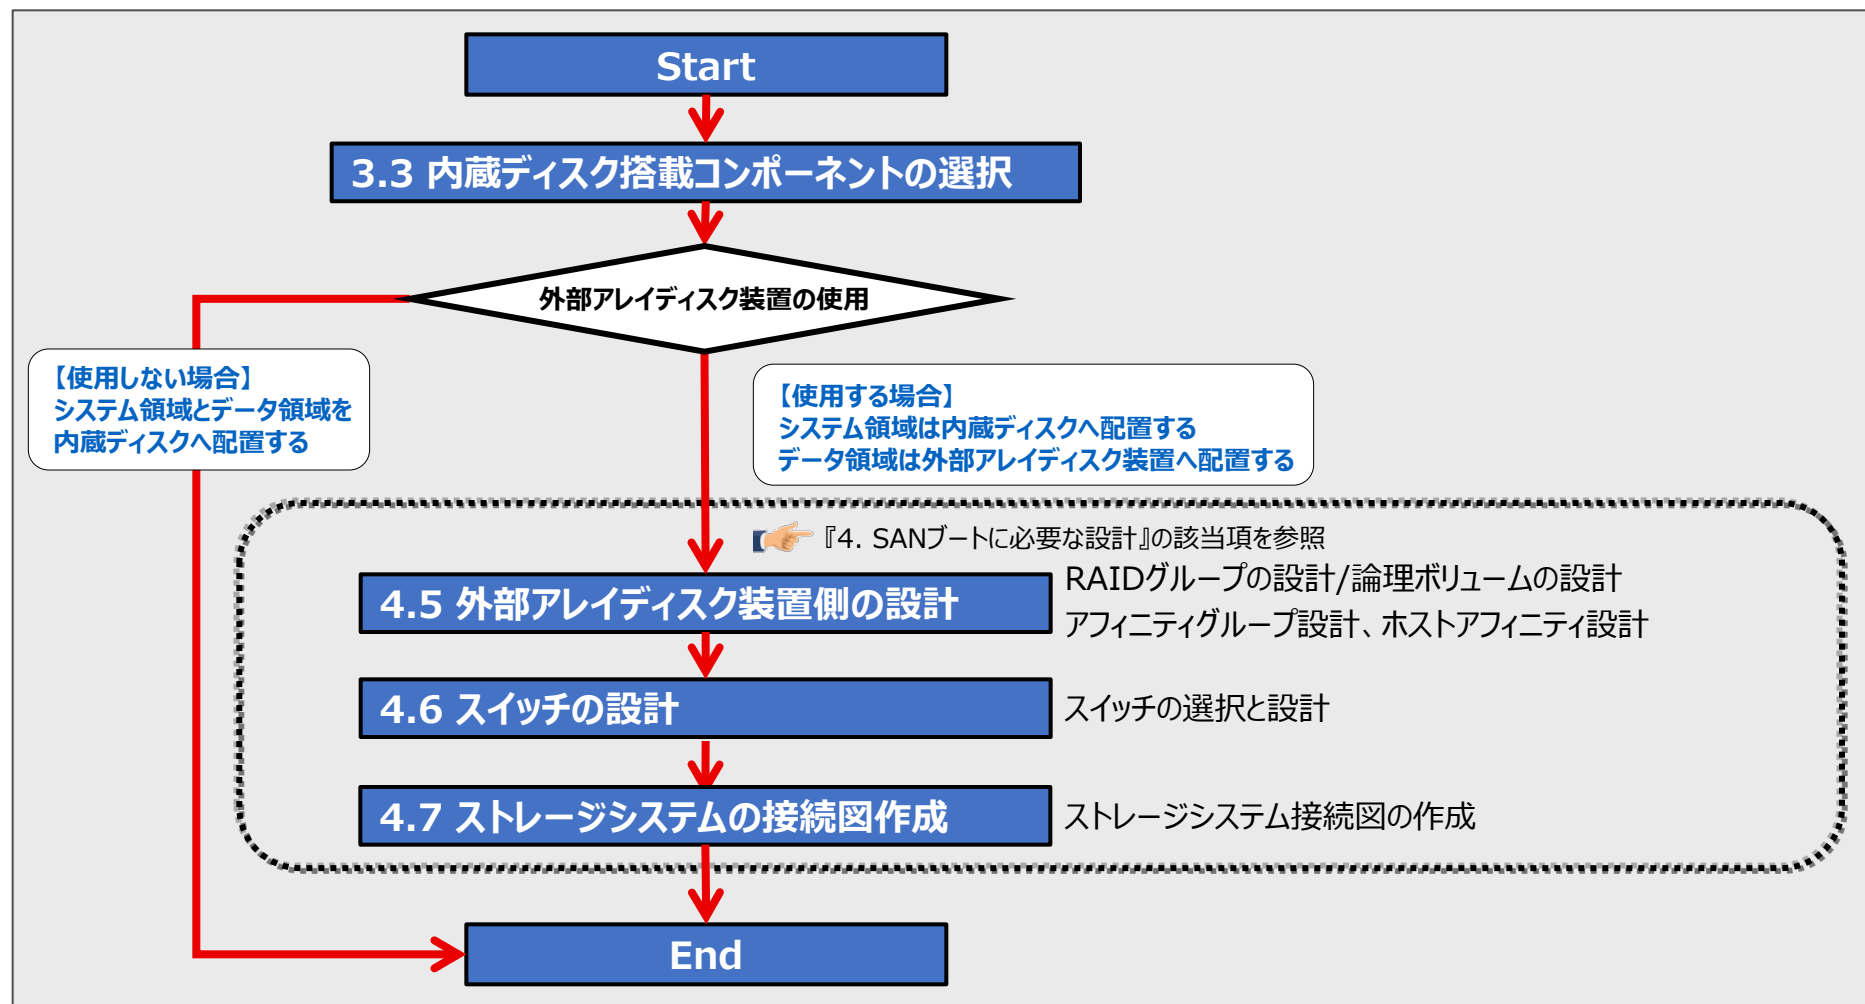 Start
3.3 内蔵ディスク搭載コンポーネントの選択
外部アレイディスク装置の使用
【使用しない場合】
システム領域とデータ領域を
内蔵ディスクへ配置する
【使用する場合】
システム領域は内蔵ディスクへ配置する
データ領域は外部アレイディスク装置へ配置する
『4. SANブートに必要な設計』の該当項を参照
4.5 外部アレイディスク装置側の設計
RAIDグループの設計/論理ボリュームの設計
アフィニティグループ設計、ホストアフィニティ設計
4.6 スイッチの設計
スイッチの選択と設計
4.7 ストレージシステムの接続図作成
ストレージシステム接続図の作成
End